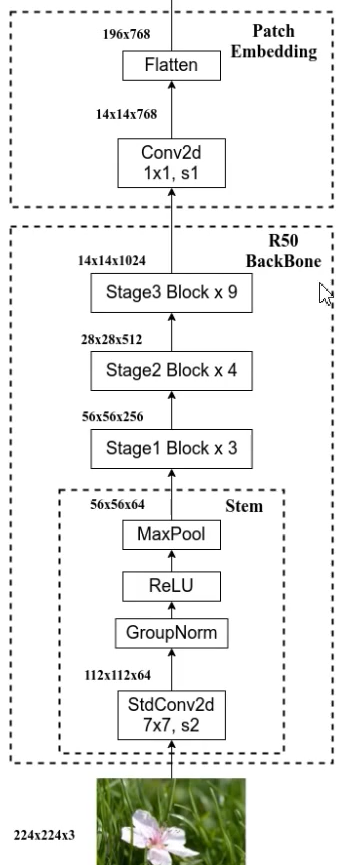 196x768
Patch
Embedding
Flatten
14x14x768
Conv2d
1x1, s1
R50
BackBone
14x14x1024
Stage3 Block x 9
28x28x512
Stage2 Block x 4
56x56x256
Stage1 Block x 3
56x56x64
Stem
MaxPool
ReLU
GroupNorm
112x112x64
StdConv2d
7x7, s2
224x224x3